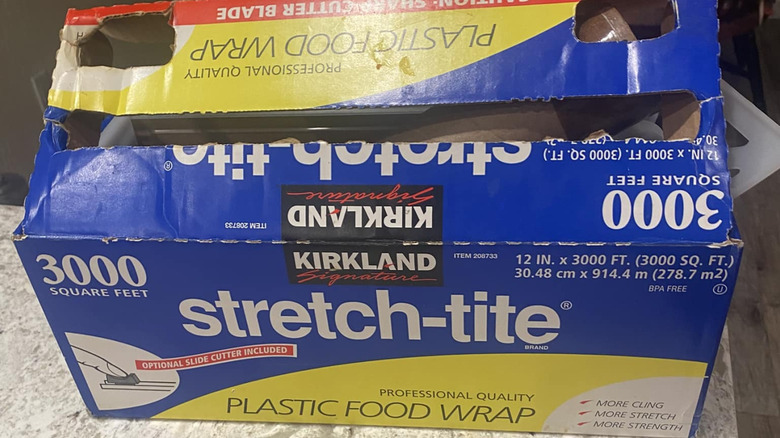 CAUTION: SHARP CUTTER BLADE
PLASTIC FOOD WRAP
PROFESSIONAL QUALITY
stretch-tite®
12 IN. x 3000 FT. (3000 SQ. FT.)
3000
SQUARE FEET
KIRKLAND
Signature
ITEM 208733
3000
SQUARE FEET
KIRKLAND
Signature
ITEM 208733
12 IN. x 3000 FT. (3000 SQ. FT.)
30.48 cm x 914.4 m (278.7 m2)
BPA FREE
U
stretch-tite®
BRAND
OPTIONAL SLIDE CUTTER INCLUDED
PROFESSIONAL QUALITY
PLASTIC FOOD WRAP
MORE CLING
MORE STRETCH
MORE STRENGTH